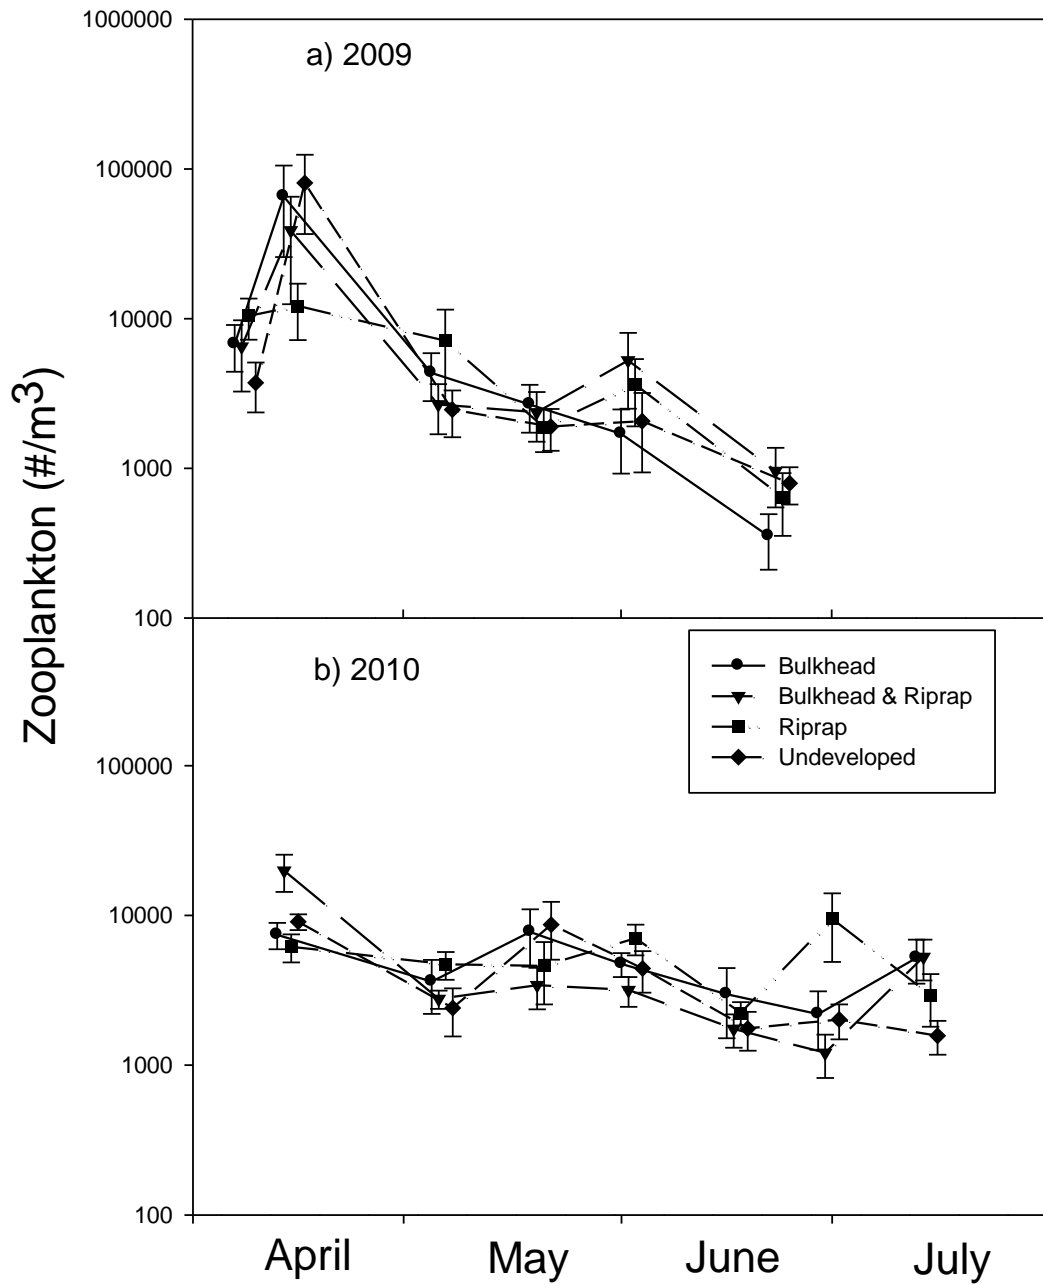 1000000
a) 2009
100000
10000
1000
100
Zooplankton (#/m3)
b) 2010
Bulkhead
Bulkhead & Riprap
Riprap
Undeveloped
100000
10000
1000
100
April May June July